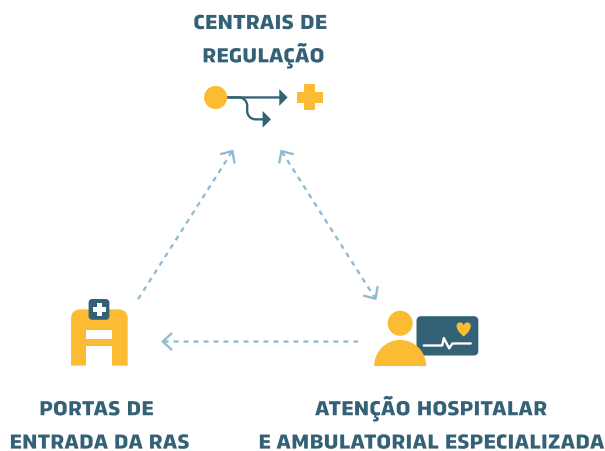 CENTRAIS DE
REGULAÇÃO
PORTAS DE
ENTRADA DA RAS
ATENÇÃO HOSPITALAR
E AMBULATORIAL ESPECIALIZADA